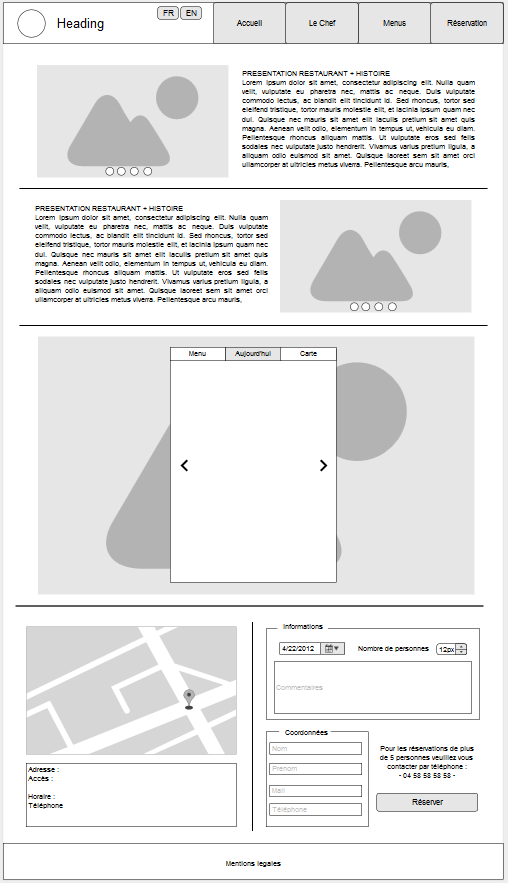 Heading
FR EN
Accueil
Le Chef
Menus
Réservation
PRESENTATION RESTAURANT + HISTOIRE
Lorem ipsum dolor sit amet, consectetur adipiscing elit. Nulla quam
velit, vulputate eu pharetra nec, mattis ac neque. Duis vulputate
commodo lectus, ac blandit elit tincidunt id. Sed rhoncus, tortor sed
eleifend tristique, tortor mauris molestie elit, et lacinia ipsum quam nec
dui. Quisque nec mauris sit amet elit iaculis pretium sit amet quis
magna. Aenean velit odio, elementum in tempus ut, vehicula eu diam.
Pellentesque rhoncus aliquam mattis. Ut vulputate eros sed felis
sodales nec vulputate justo hendrerit. Vivamus varius pretium ligula, a
aliquam odio euismod sit amet. Quisque laoreet sem sit amet orci
ullamcorper at ultricies metus viverra. Pellentesque arcu mauris,
PRESENTATION RESTAURANT + HISTOIRE
Lorem ipsum dolor sit amet, consectetur adipiscing elit. Nulla quam
velit, vulputate eu pharetra nec, mattis ac neque. Duis vulputate
commodo lectus, ac blandit elit tincidunt id. Sed rhoncus, tortor sed
eleifend tristique, tortor mauris molestie elit, et lacinia ipsum quam nec
dui. Quisque nec mauris sit amet elit iaculis pretium sit amet quis
magna. Aenean velit odio, elementum in tempus ut, vehicula eu diam.
Pellentesque rhoncus aliquam mattis. Ut vulputate eros sed felis
sodales nec vulputate justo hendrerit. Vivamus varius pretium ligula, a
aliquam odio euismod sit amet. Quisque laoreet sem sit amet orci
ullamcorper at ultricies metus viverra. Pellentesque arcu mauris,
Menu
Aujourd'hui
Carte
Adresse :
Accès :
Horaire :
Téléphone
Informations
4/22/2012
Nombre de personnes
12px
Commentaires
Coordonnées
Nom
Prenom
Mail
Téléphone
Pour les réservations de plus
de 5 personnes veuillez vous
contacter par téléphone :
- 04 58 58 58 58 -
Réserver
Mentions legales